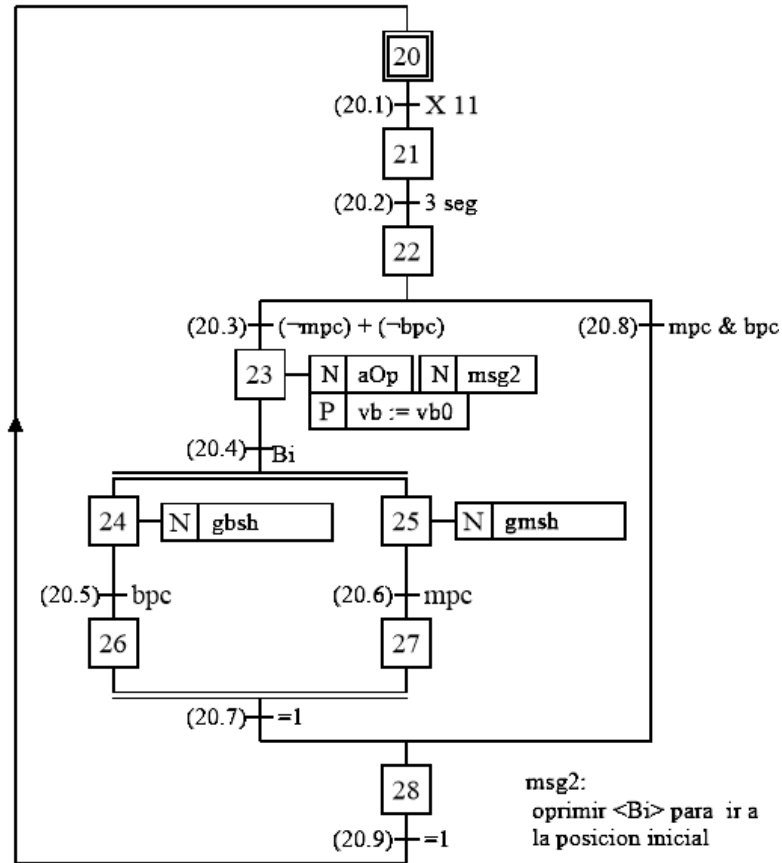 20
(20.1) X 11
21
(20.2) 3 seg
22
(20.3) (¬mpc) + (¬bpc)
(20.8) mpc & bpc
23
N aOp N msg2
P vb := vb0
(20.4) Bi
24 N gbsh
25 N gmsh
(20.5) bpc
(20.6) mpc
26
27
(20.7) =1
28
(20.9) =1
msg2:
oprimir <Bi> para ir a
la posicion inicial